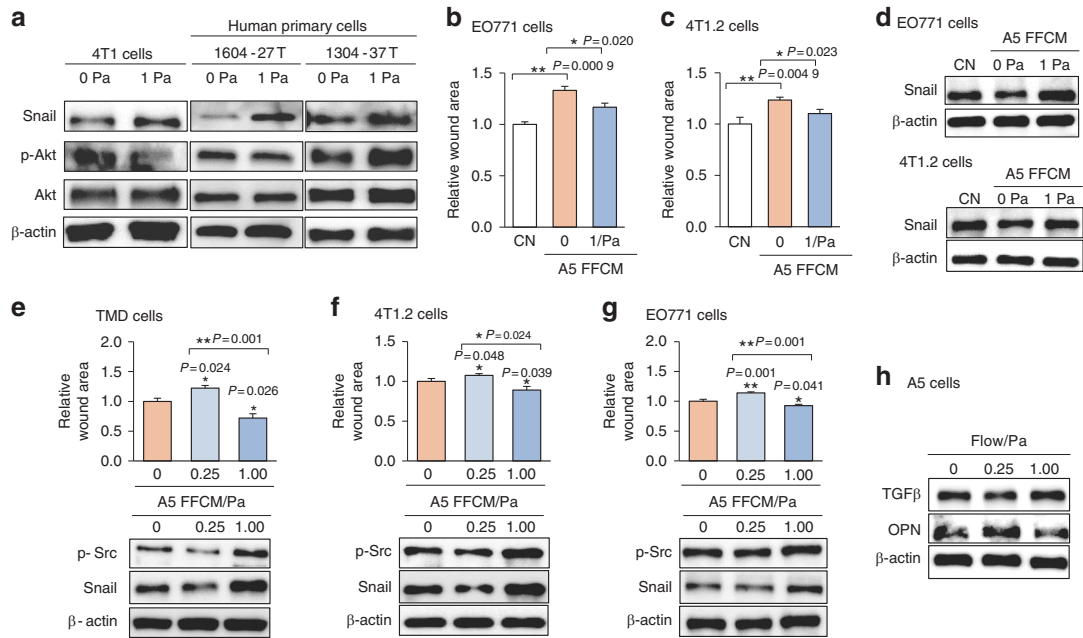 a
Human primary cells
4T1 cells 1604-27T 1304-37T
0 Pa 1 Pa 0 Pa 1 Pa 0 Pa 1 Pa
Snail
p-Akt
Akt
β-actin
b EO771 cells
* P=0.020
** P=0.000 9
Relative wound area
1.5
1.0
0.5
0.0
CN 0 1/Pa
A5 FFCM
c 4T1.2 cells
* P=0.023
** P=0.004 9
Relative wound area
1.5
1.0
0.5
0.0
CN 0 1/Pa
A5 FFCM
d EO771 cells
A5 FFCM
CN 0 Pa 1 Pa
Snail
β-actin
4T1.2 cells
A5 FFCM
CN 0 Pa 1 Pa
Snail
β-actin
e TMD cells
**P=0.001
P=0.024
*
P=0.026
*
Relative
wound area
2.0
1.5
1.0
0.5
0.0
0 0.25 1.00
A5 FFCM/Pa
0 0.25 1.00
p- Src
Snail
β- actin
f 4T1.2 cells
* P=0.024
P=0.048
*
P=0.039
*
Relative
wound area
1.5
1.0
0.5
0.0
0 0.25 1.00
A5 FFCM/Pa
0 0.25 1.00
p-Src
Snail
β-actin
g EO771 cells
**P=0.001
P=0.001
**
P=0.041
*
Relative
wound area
2.0
1.5
1.0
0.5
0.0
0 0.25 1.00
A5 FFCM/Pa
0 0.25 1.00
p-Src
Snail
β-actin
h A5 cells
Flow/Pa
0 0.25 1.00
TGFβ
OPN
β-actin